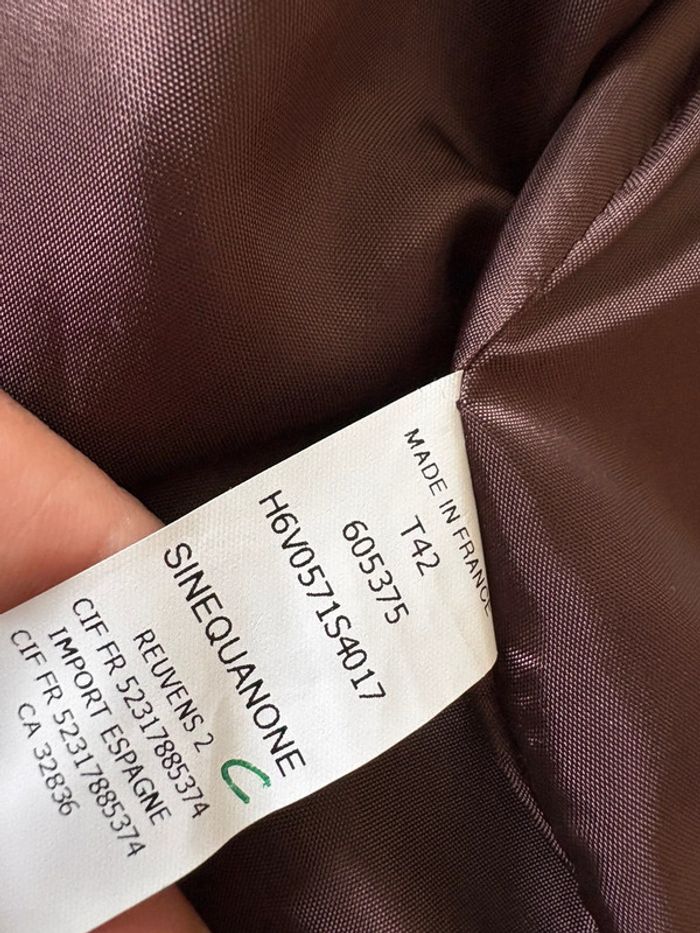 MADE IN FRANCE
T42
605375
H6V0571S4017
SINEQUANONE
REUVENS 2
CIF FR 52317885374
IMPORT ESPAGNE
CIF FR 52317885374
CA 32836
C